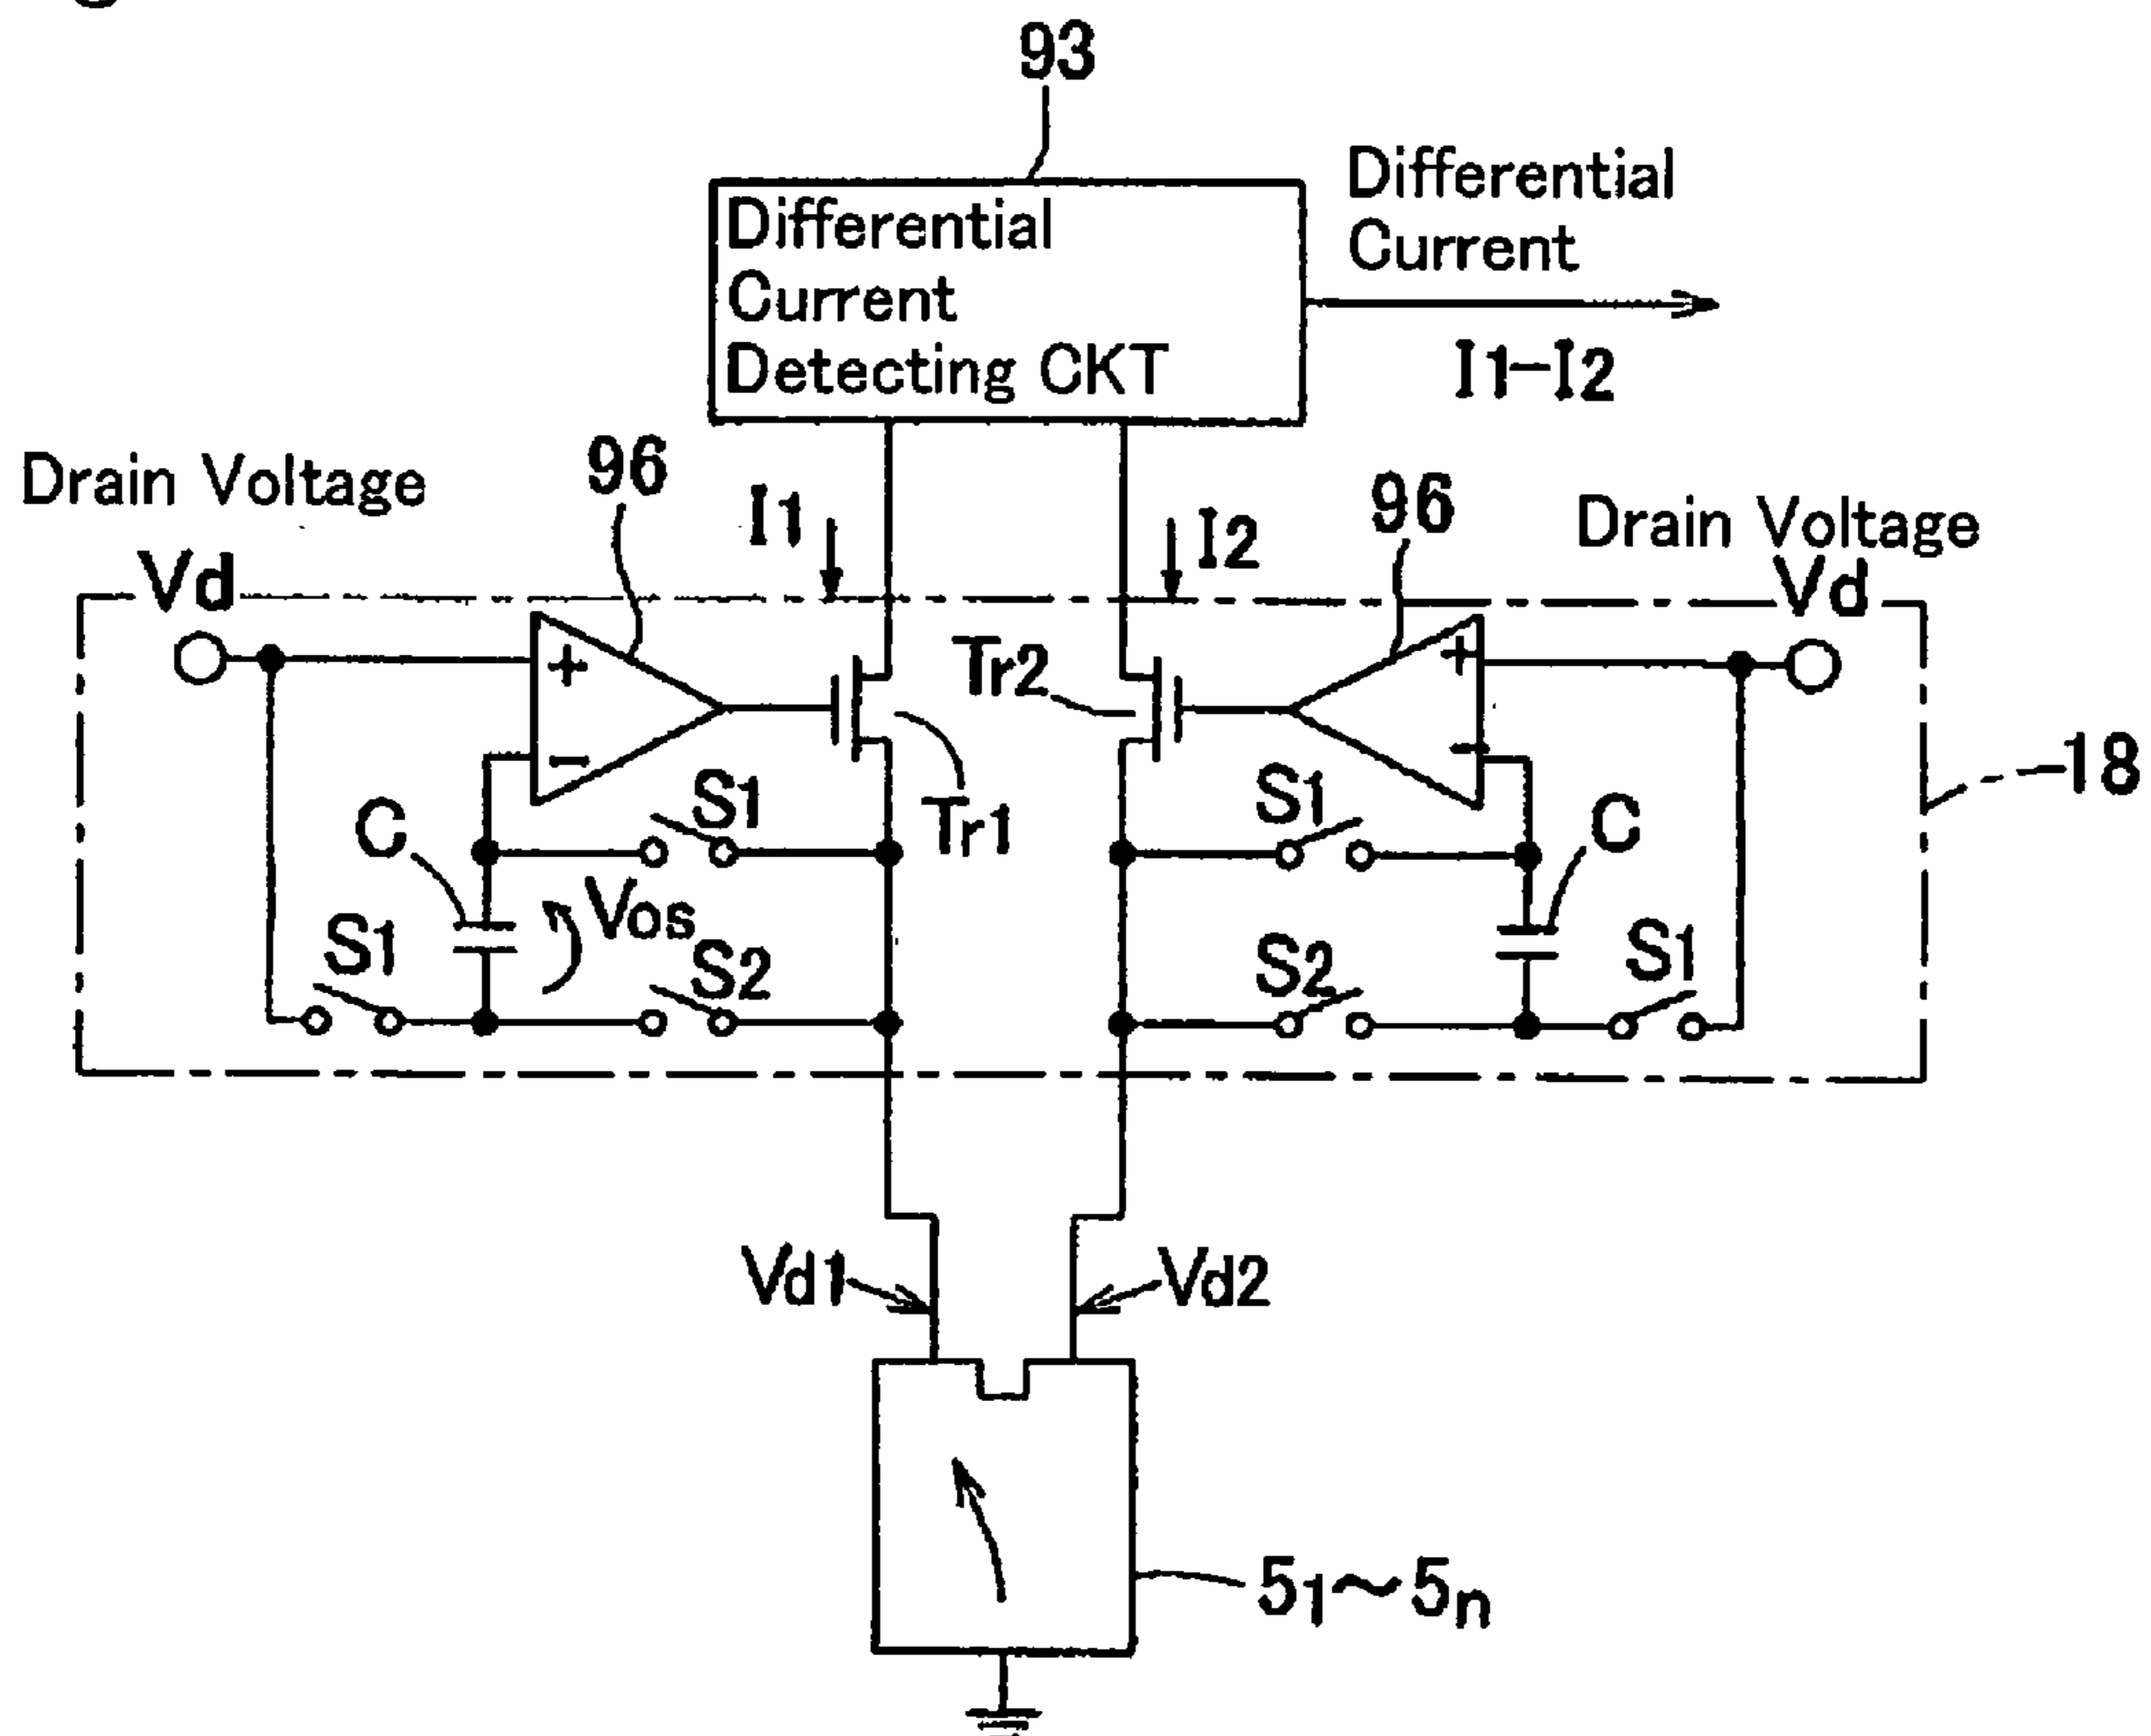 93
Differential
Current
Detecting CKT
Differential
Current
I1-I2
Drain Voltage
Vd
96
I1
I2
96
Drain Voltage
Vd
+
-
Tr1
Tr2
+
-
18
C
S1
Vos
S1
S2
S1
C
S2
S1
Vd1
Vd2
51～5n